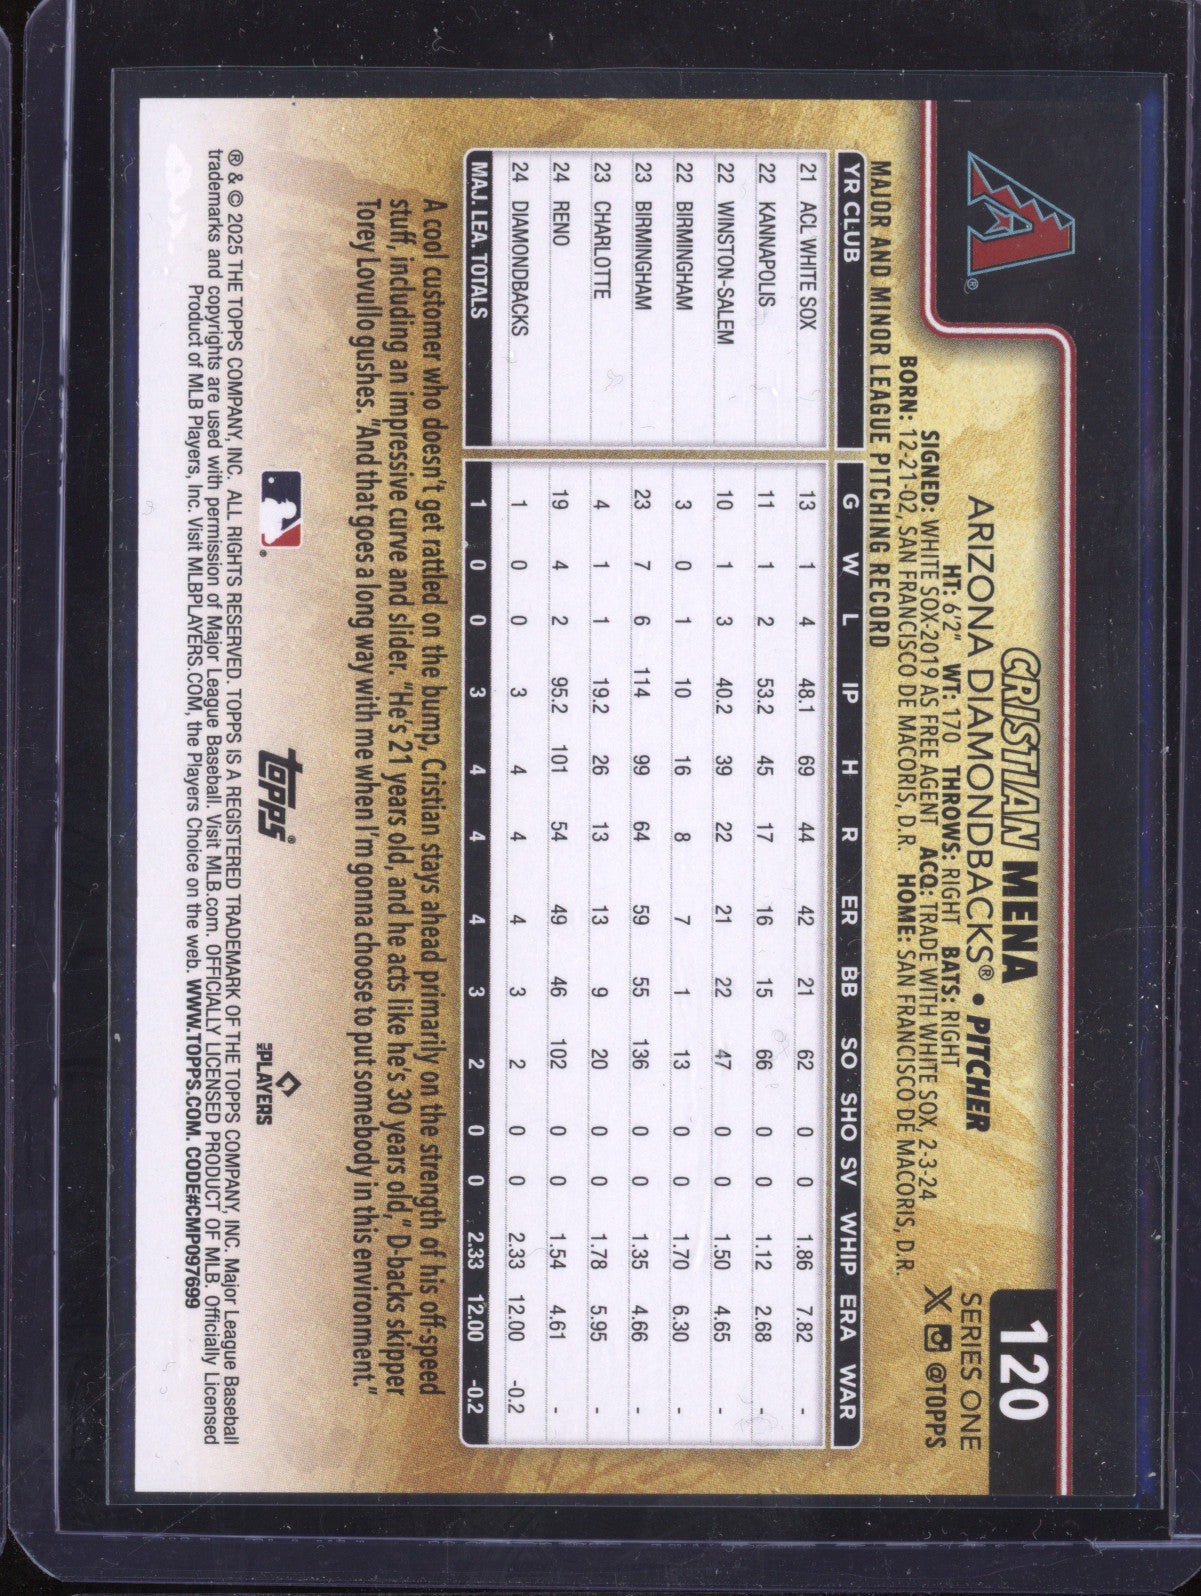 120
CRISTIAN MENA
SERIES ONE
ARIZONA DIAMONDBACKS® • PITCHER
X @TOPPS
HT: 6'2" WT: 170 THROWS: RIGHT BATS: RIGHT
SIGNED: WHITE SOX-2019 AS FREE AGENT ACQ: TRADE WITH WHITE SOX, 2-3-24
BORN: 12-21-02, SAN FRANCISCO DE MACORIS, D.R. HOME: SAN FRANCISCO DE MACORIS, D.R.
MAJOR AND MINOR LEAGUE PITCHING RECORD
YR CLUB G W L IP H R ER BB SO SHO SV WHIP ERA WAR
21 ACL WHITE SOX 13 1 4 48.1 69 44 42 21 62 0 0 1.86 7.82 -
22 KANNAPOLIS 11 1 2 53.2 45 17 16 15 66 0 0 1.12 2.68 -
22 WINSTON-SALEM 10 1 3 40.2 39 22 21 22 47 0 0 1.50 4.65 -
22 BIRMINGHAM 3 0 1 10 16 8 7 1 13 0 0 1.70 6.30 -
23 BIRMINGHAM 23 7 6 114 99 64 59 55 136 0 0 1.35 4.66 -
23 CHARLOTTE 4 1 1 19.2 26 13 13 9 20 0 0 1.78 5.95 -
24 RENO 19 4 2 95.2 101 54 49 46 102 0 0 1.54 4.61 -
24 DIAMONDBACKS 1 0 0 3 4 4 4 3 2 0 0 2.33 12.00 -0.2
MAJ. LEA. TOTALS 1 0 0 3 4 4 4 3 2 0 0 2.33 12.00 -0.2
A cool customer who doesn't get rattled on the bump, Cristian stays ahead primarily on the strength of his off-speed
stuff, including an impressive curve and slider. "He's 21 years old, and he acts like he's 30 years old," D-backs skipper
Torey Lovullo gushes. "And that goes a long way with me when I'm gonna choose to put somebody in this environment."
topps®
MLB PLAYERS
® & © 2025 THE TOPPS COMPANY, INC. ALL RIGHTS RESERVED. TOPPS IS A REGISTERED TRADEMARK OF THE TOPPS COMPANY, INC. Major League Baseball
trademarks and copyrights are used with permission of Major League Baseball. Visit MLB.com. OFFICIALLY LICENSED PRODUCT OF MLB. Officially Licensed
Product of MLB Players, Inc. Visit MLBPLAYERS.COM, the Players Choice on the web. WWW.TOPPS.COM. CODE#CMP097699